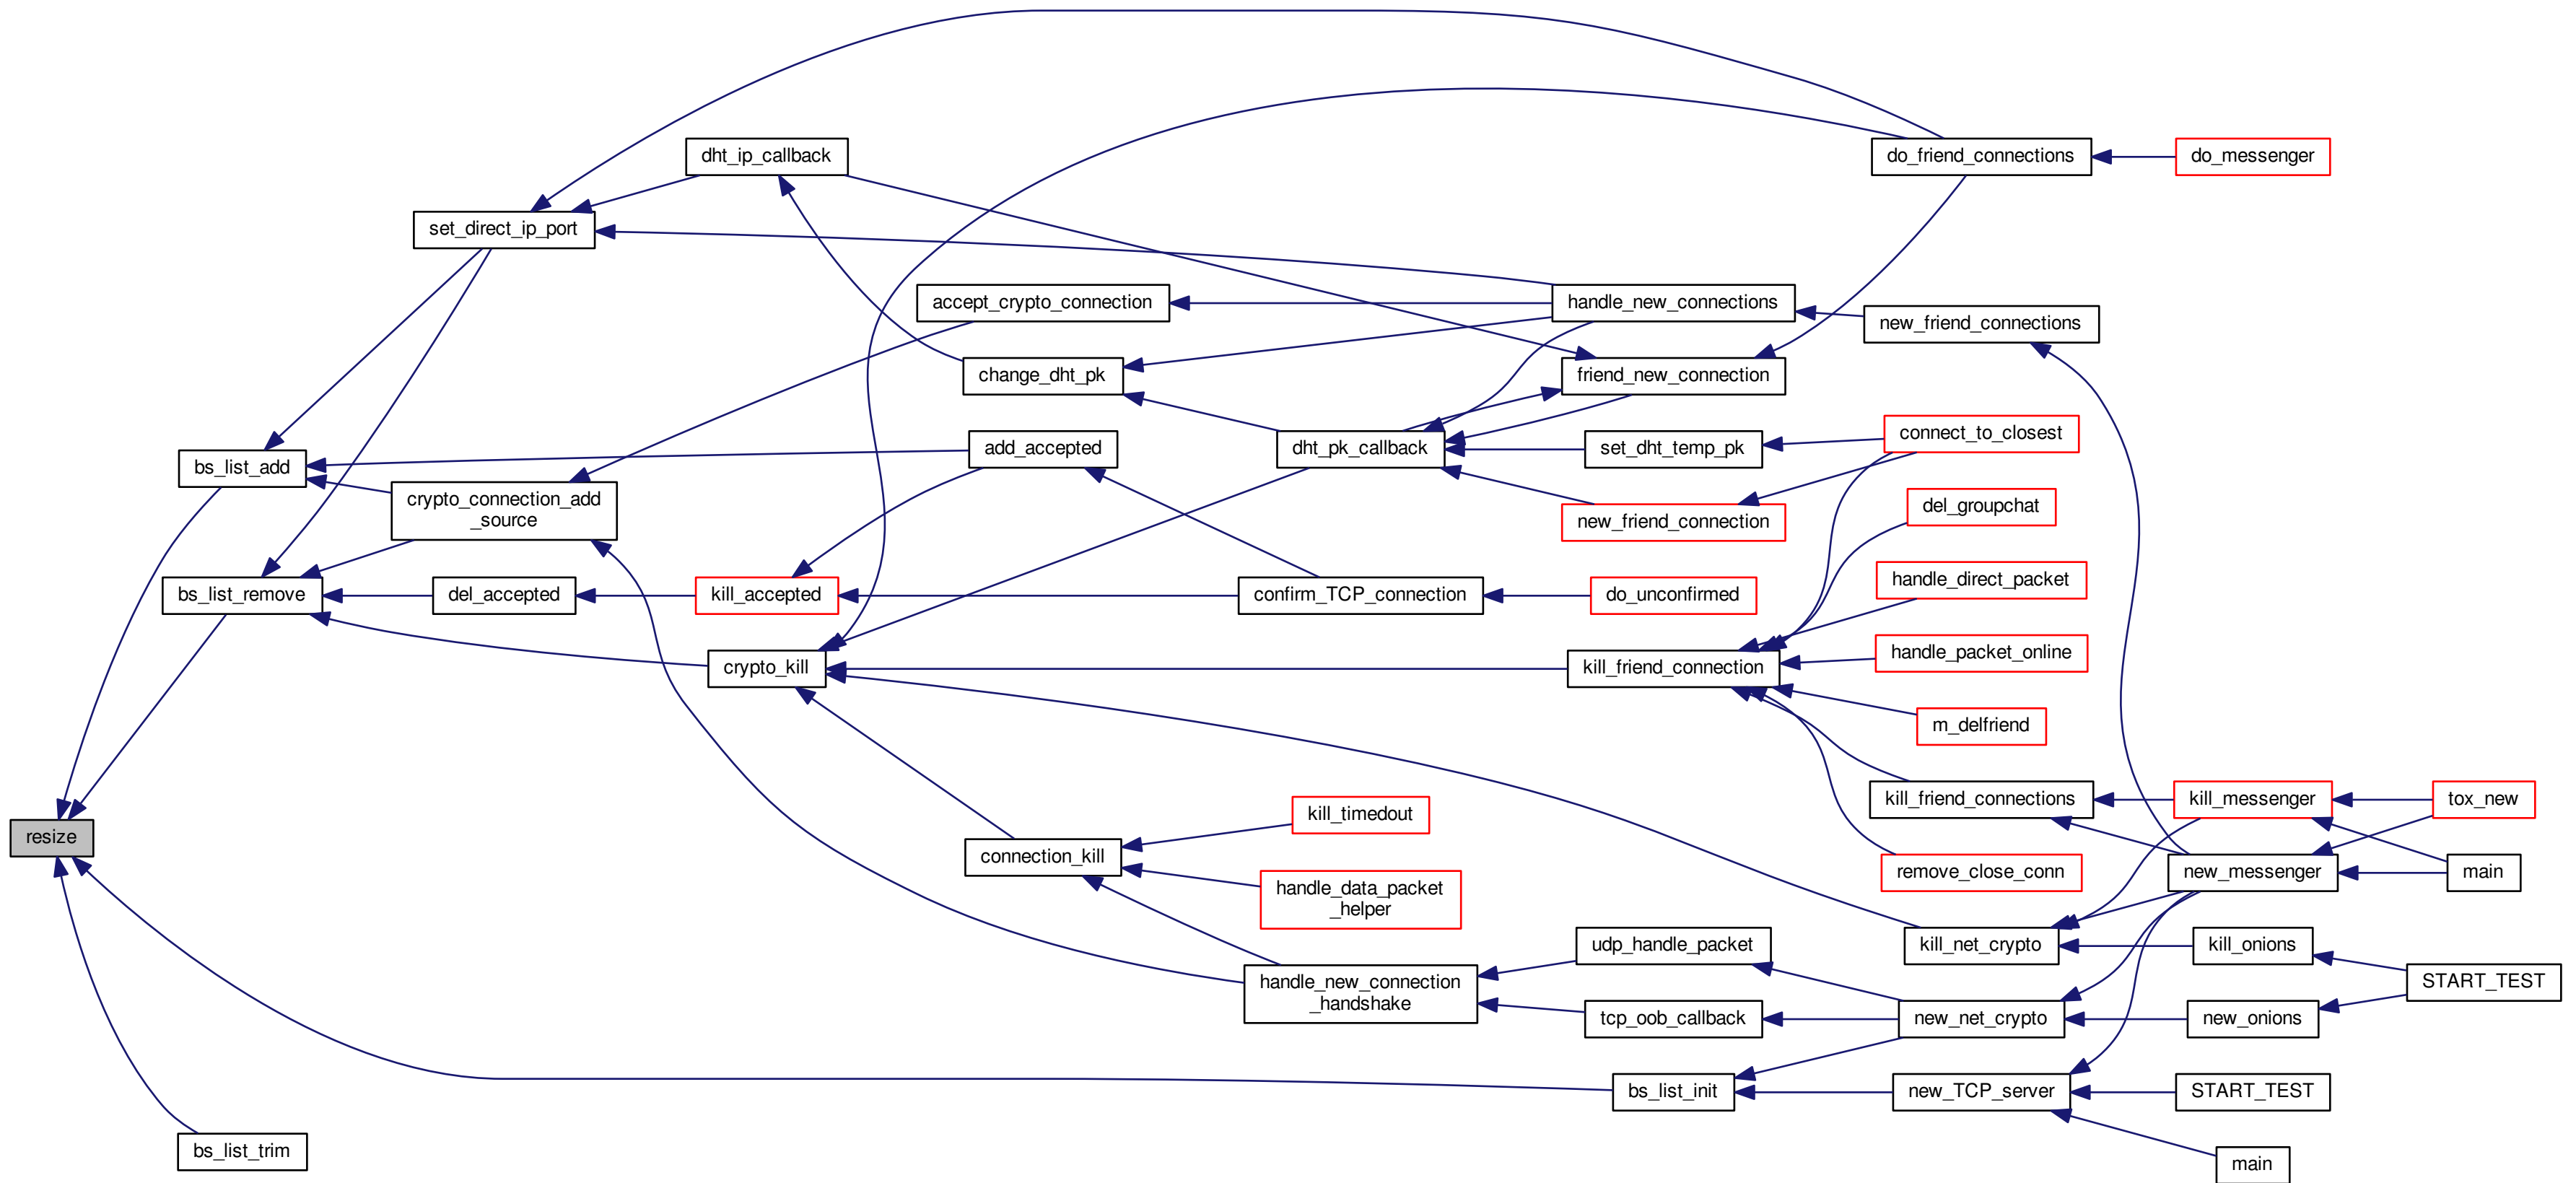 dht_ip_callback
do_friend_connections
do_messenger
set_direct_ip_port
accept_crypto_connection
handle_new_connections
new_friend_connections
change_dht_pk
friend_new_connection
add_accepted
dht_pk_callback
set_dht_temp_pk
connect_to_closest
bs_list_add
crypto_connection_add
_source
new_friend_connection
del_groupchat
bs_list_remove
del_accepted
kill_accepted
confirm_TCP_connection
do_unconfirmed
handle_direct_packet
crypto_kill
kill_friend_connection
handle_packet_online
m_delfriend
resize
kill_timedout
kill_friend_connections
kill_messenger
tox_new
connection_kill
handle_data_packet
_helper
remove_close_conn
new_messenger
main
udp_handle_packet
kill_net_crypto
kill_onions
handle_new_connection
_handshake
tcp_oob_callback
new_net_crypto
new_onions
START_TEST
bs_list_init
new_TCP_server
START_TEST
bs_list_trim
main